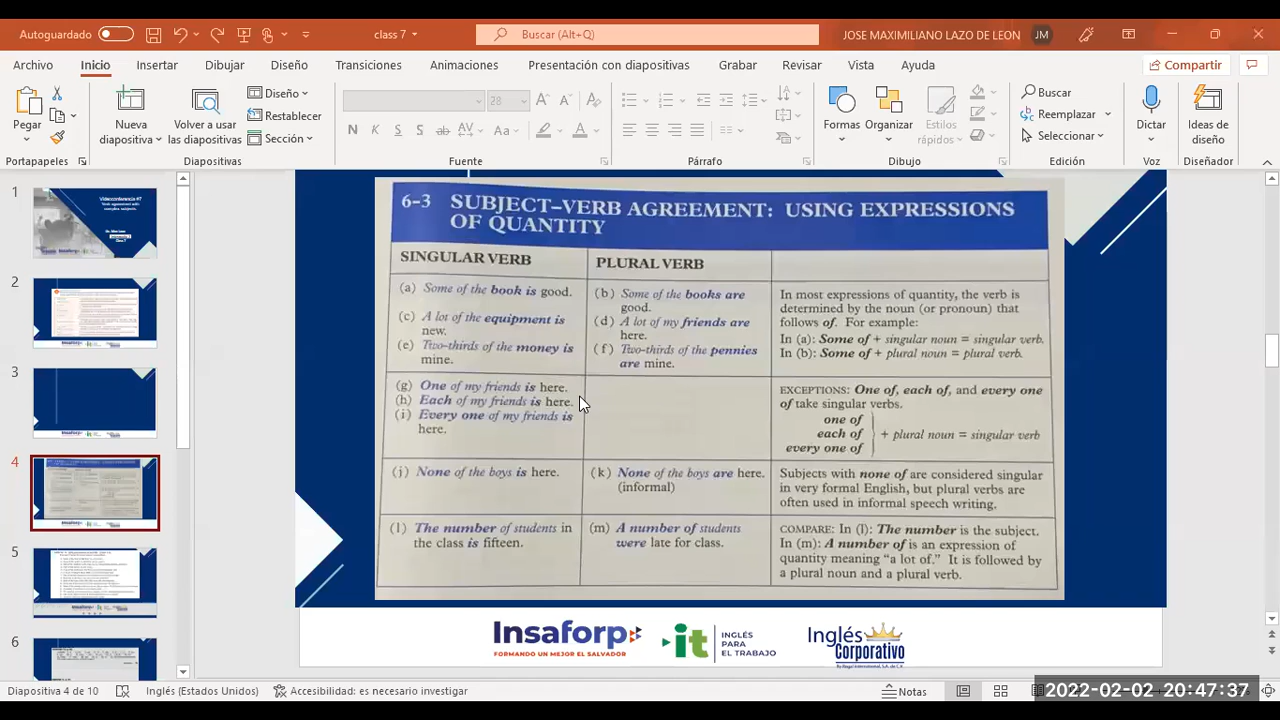 Autoguardado
class 7
Buscar (Alt+Q)
JOSE MAXIMILIANO LAZO DE LEON
JM
Archivo
Inicio
Insertar
Dibujar
Diseño
Transiciones
Animaciones
Presentación con diapositivas
Grabar
Revisar
Vista
Ayuda
Compartir
Pegar
Nueva
diapositiva
Volver a usar
las diapositivas
Diseño
Restablecer
Sección
28
N K S S ab AV Aa A
Formas
Organizar
Estilos
rápidos
Buscar
Reemplazar
Seleccionar
Dictar
Ideas de
diseño
Portapapeles
Diapositivas
Fuente
Párrafo
Dibujo
Edición
Voz
Diseñador
1
Videoconferencia #7
2
3
4
5
6
6-3 SUBJECT–VERB AGREEMENT: USING EXPRESSIONS
OF QUANTITY
SINGULAR VERB
PLURAL VERB
(a) Some of the book is good.
(b) Some of the books are
good.
(c) A lot of the equipment is
new.
(d) A lot of my friends are
here.
(e) Two-thirds of the money is
mine.
(f) Two-thirds of the pennies
are mine.
In most expressions of quantity, the verb is
determined by the noun (or pronoun) that
follows of. For example:
In (a): Some of + singular noun = singular verb.
In (b): Some of + plural noun = plural verb.
(g) One of my friends is here.
(h) Each of my friends is here.
(i) Every one of my friends is
here.
EXCEPTIONS: One of, each of, and every one
of take singular verbs.
one of
each of
every one of
+ plural noun = singular verb
(j) None of the boys is here.
(k) None of the boys are here.
(informal)
Subjects with none of are considered singular
in very formal English, but plural verbs are
often used in informal speech writing.
(l) The number of students in
the class is fifteen.
(m) A number of students
were late for class.
COMPARE: In (l): The number is the subject.
In (m): A number of is an expression of
quantity meaning “a lot of.” It is followed by
a plural noun and a plural verb.
Insaforp
FORMANDO UN MEJOR EL SALVADOR
it
INGLÉS
PARA
EL TRABAJO
Inglés
Corporativo
Diapositiva 4 de 10
Inglés (Estados Unidos)
Accesibilidad: es necesario investigar
Notas
2022-02-02 20:47:37